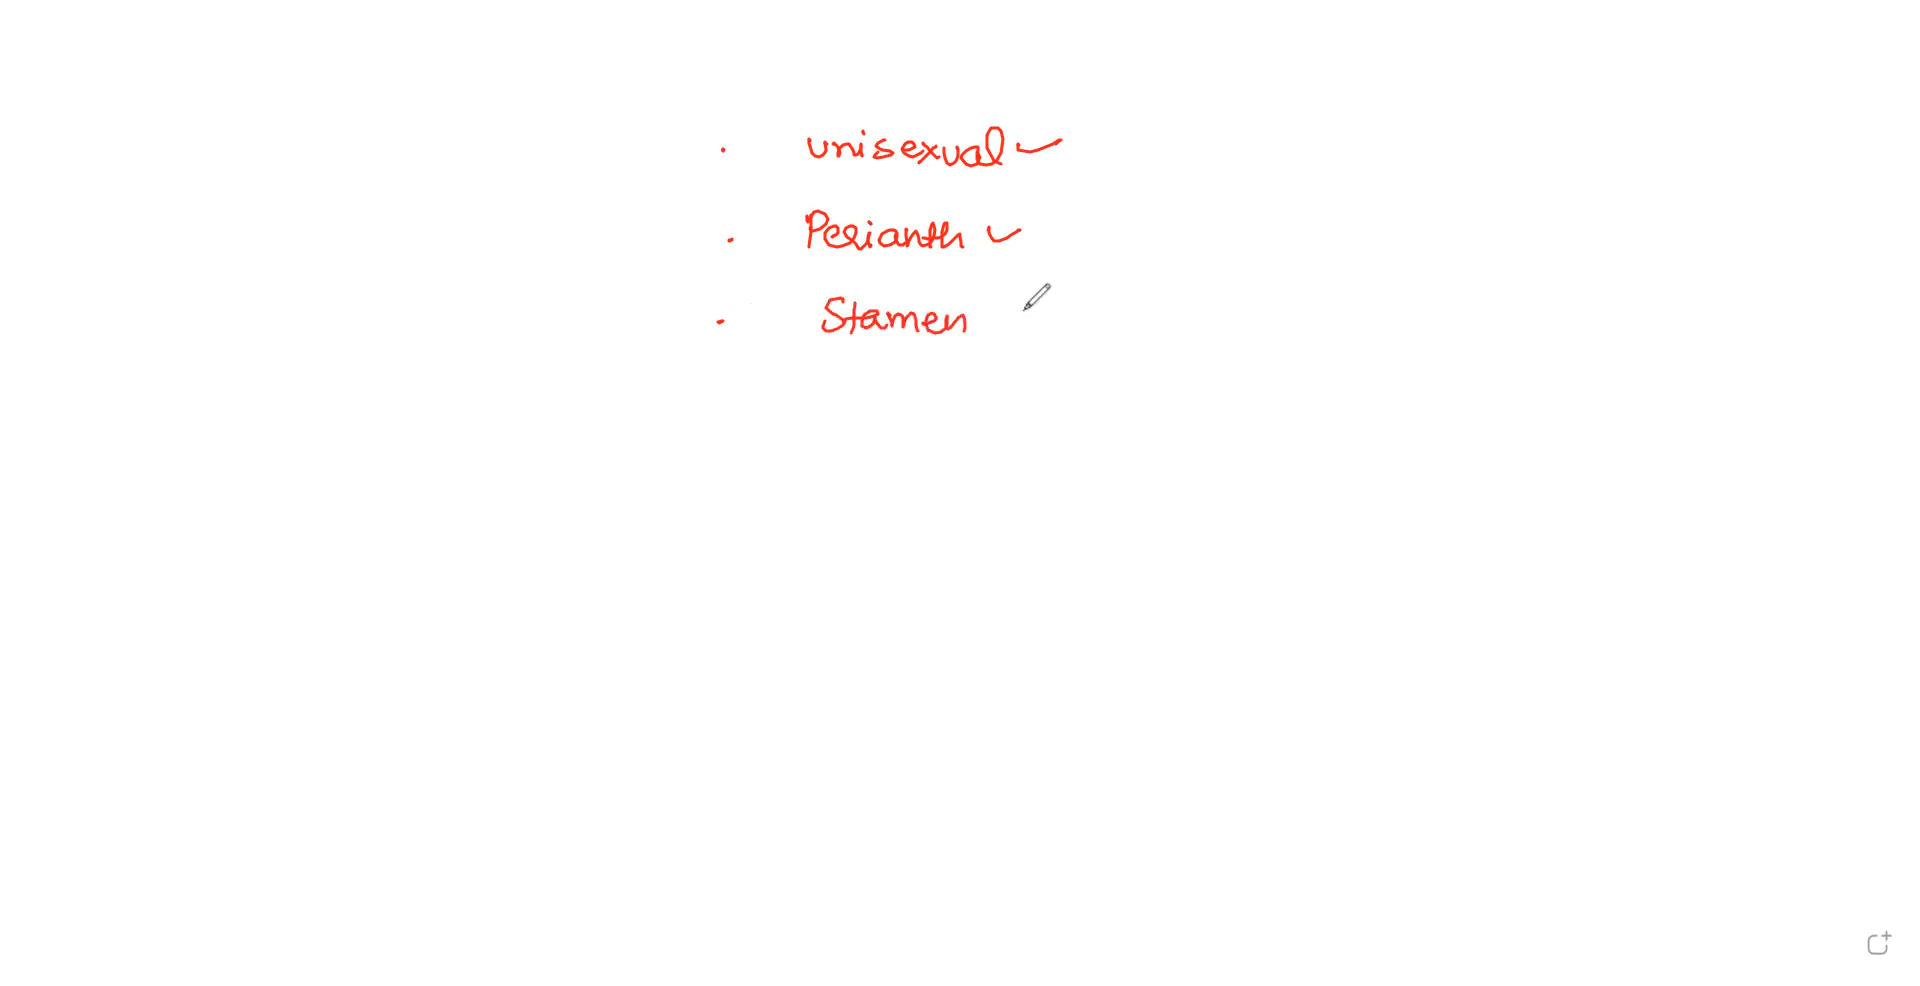 . unisexual ✓
. Perianth ✓
. Stamen